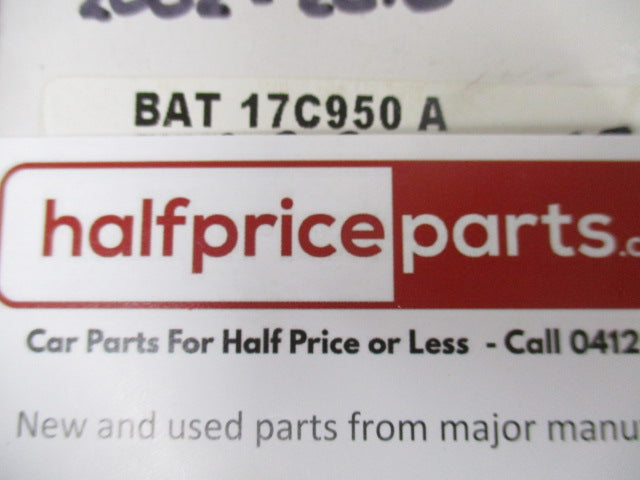 BAT 17C950 A
halfpriceparts.c
Car Parts For Half Price or Less - Call 0412
New and used parts from major manu